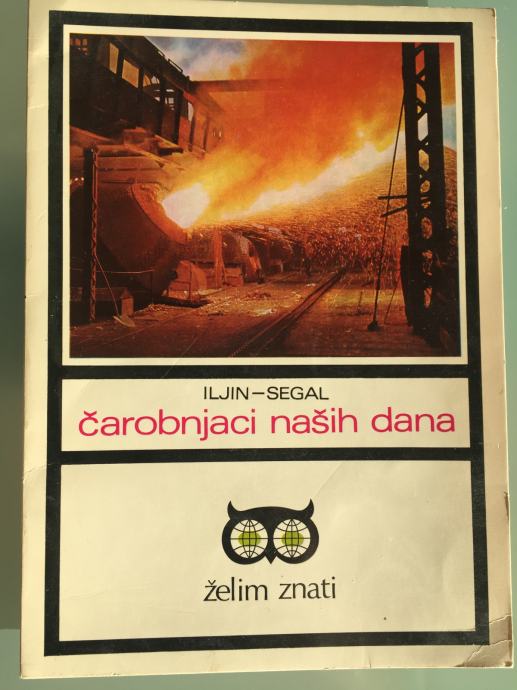 ILJIN–SEGAL
čarobnjaci naših dana
želim znati